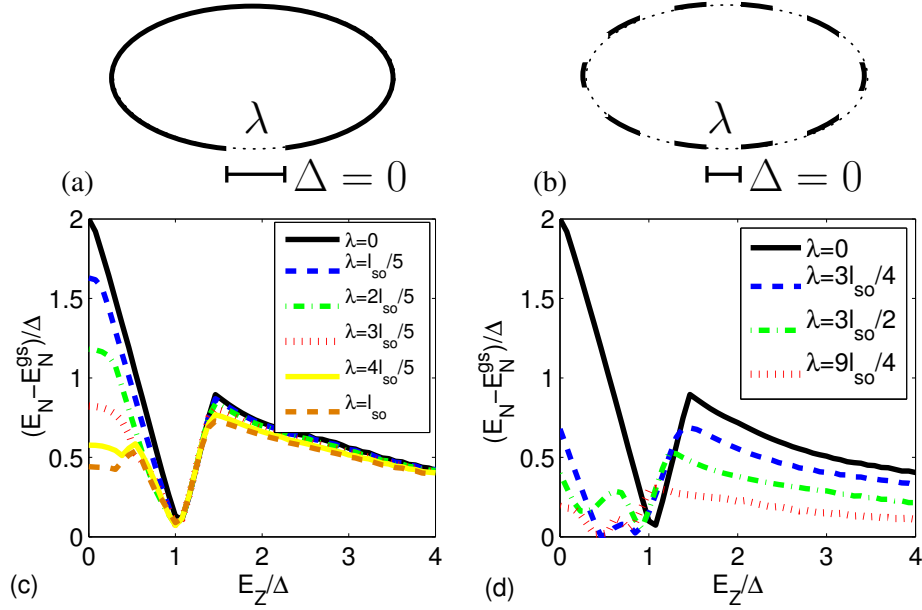 λ
λ
(a)
Δ = 0
(b)
Δ = 0
2
1.5
1
0.5
0
(E_N−E_N^gs)/Δ
λ=0
λ=l_so/5
λ=2l_so/5
λ=3l_so/5
λ=4l_so/5
λ=l_so
0
1
2
3
4
(c)
E_Z/Δ
2
1.5
1
0.5
0
(E_N−E_N^gs)/Δ
λ=0
λ=3l_so/4
λ=3l_so/2
λ=9l_so/4
0
1
2
3
4
(d)
E_Z/Δ